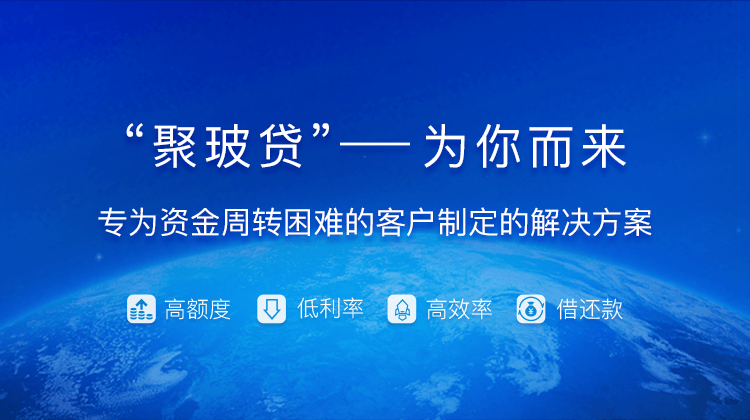 “聚玻贷”——为你而来
专为资金周转困难的客户制定的解决方案
高额度 低利率 高效率 借还款